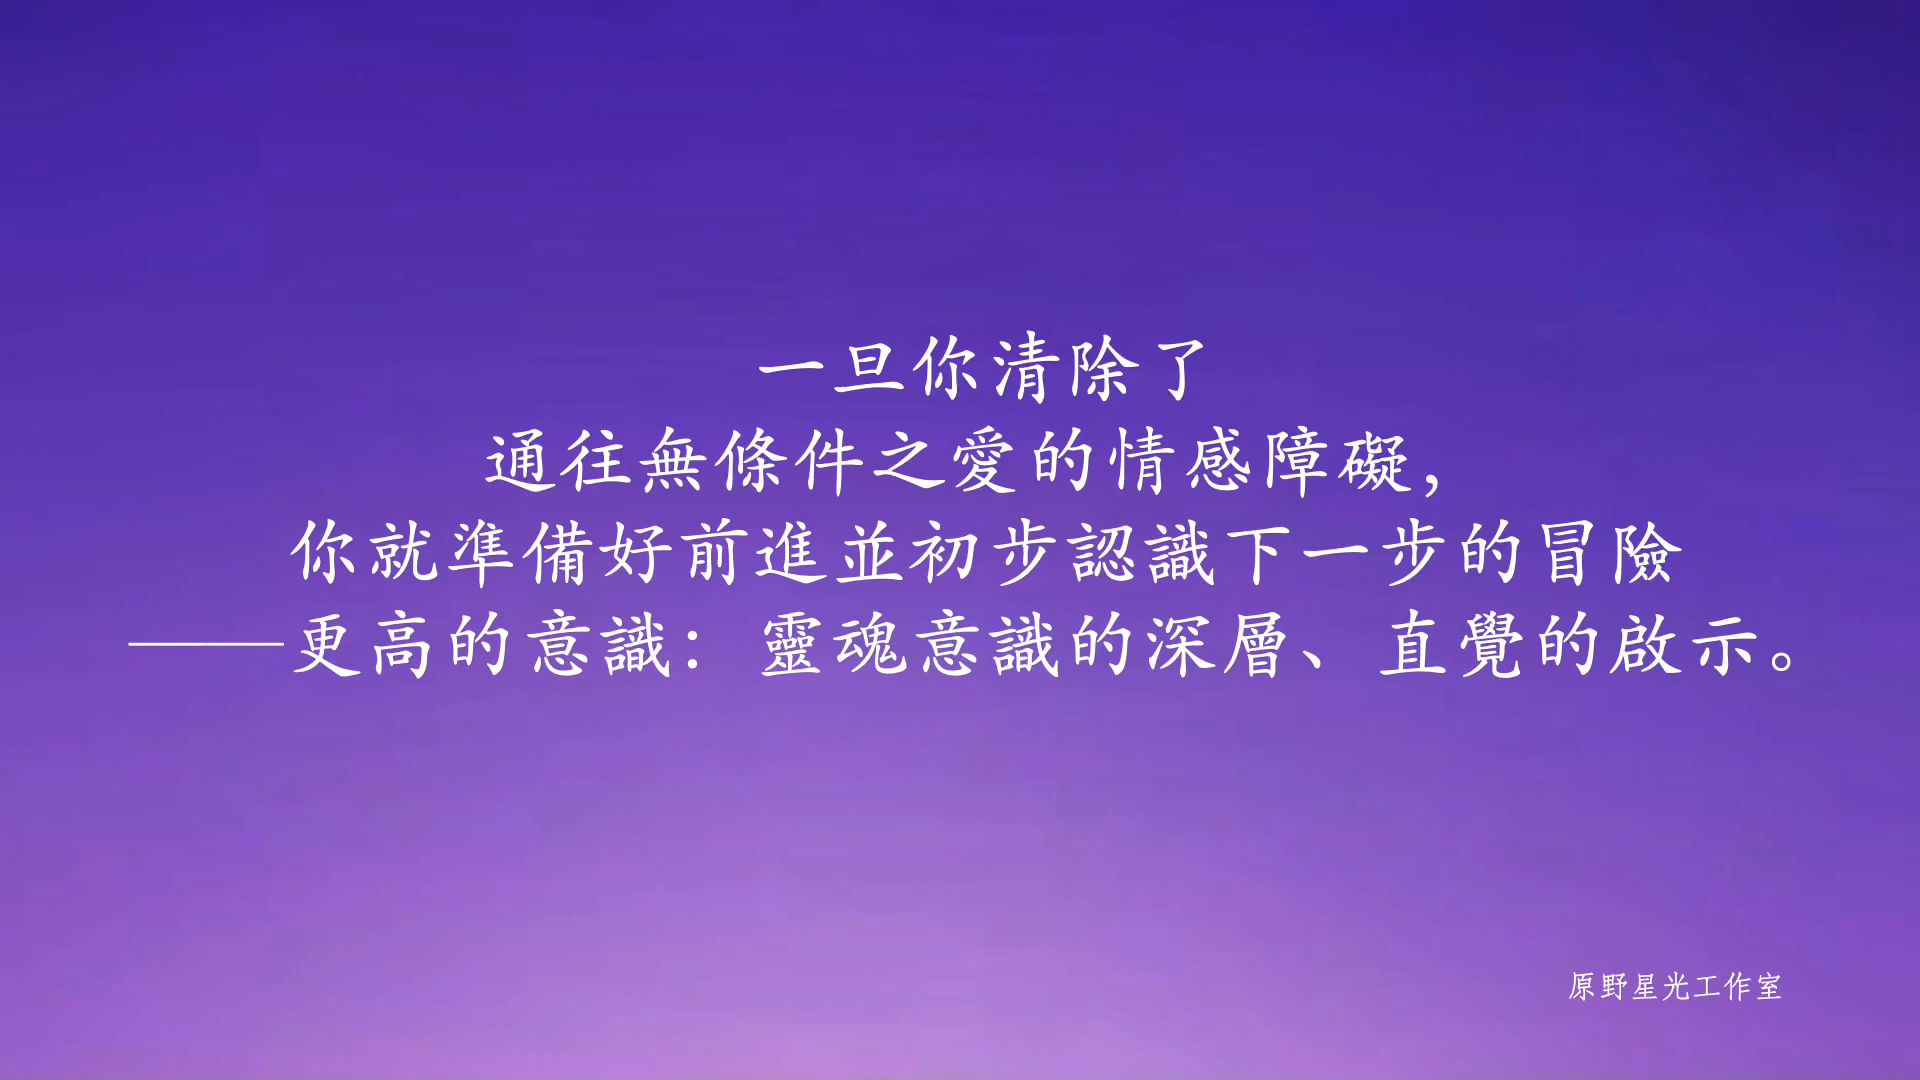 一旦你清除了
通往無條件之愛的情感障礙，
你就準備好前進並初步認識下一步的冒險
——更高的意識：靈魂意識的深層、直覺的啟示。
原野星光工作室